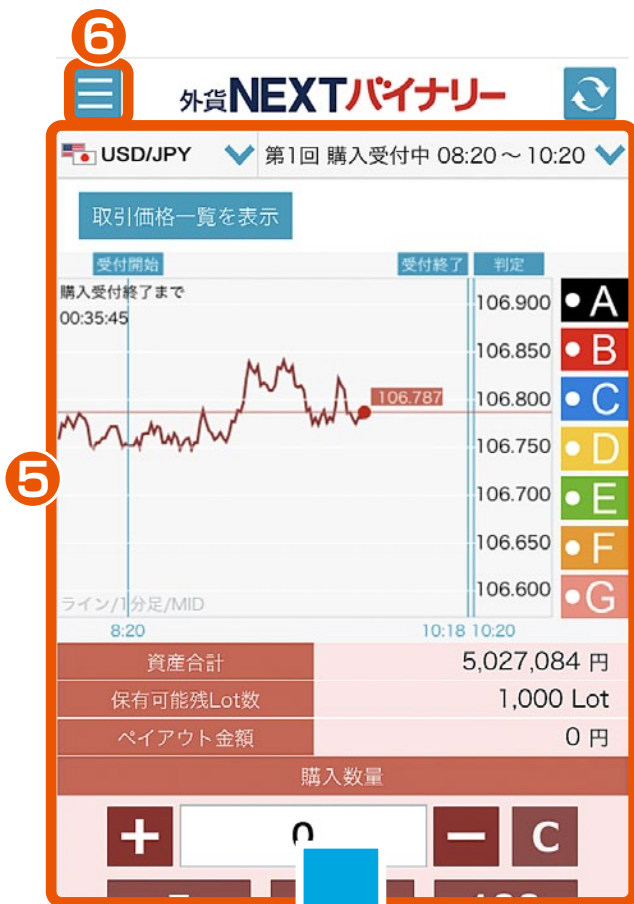 6
外貨NEXTバイナリー
USD/JPY 第1回 購入受付中 08:20～10:20
取引価格一覧を表示
受付開始 受付終了 判定
購入受付終了まで
00:35:45
106.900 A
106.850 B
106.787 106.800 C
106.750 D
5
106.700 E
106.650 F
106.600 G
ライン/1分足/MID
8:20 10:18 10:20
資産合計 5,027,084 円
保有可能残Lot数 1,000 Lot
ペイアウト金額 0 円
購入数量
+ 0 － C